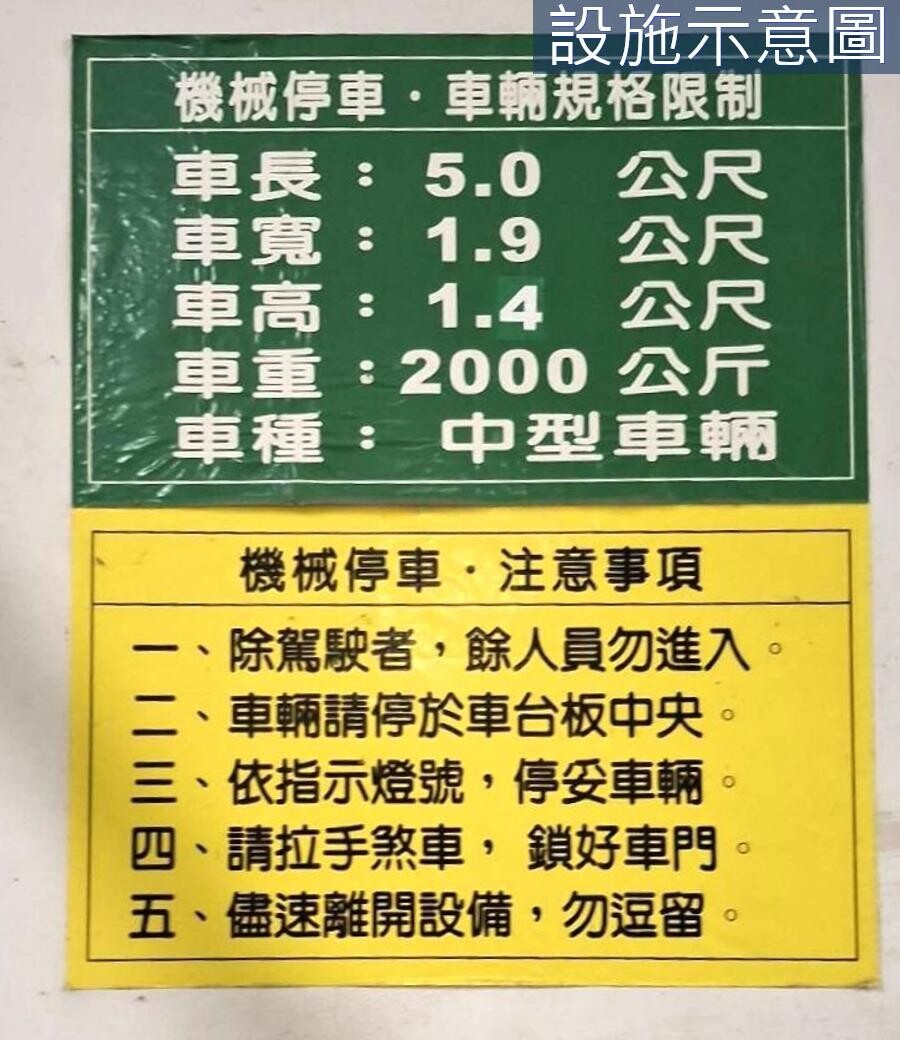 設施示意圖
機械停車·車輛規格限制
車長: 5.0 公尺
車寬: 1.9 公尺
車高: 1.4 公尺
車重:2000 公斤
車種: 中型車輛
機械停車·注意事項
一、除駕駛者,餘人員勿進入。
二、車輛請停於車台板中央。
三、依指示燈號,停妥車輛。
四、請拉手煞車, 鎖好車門。
五、儘速離開設備,勿逗留。